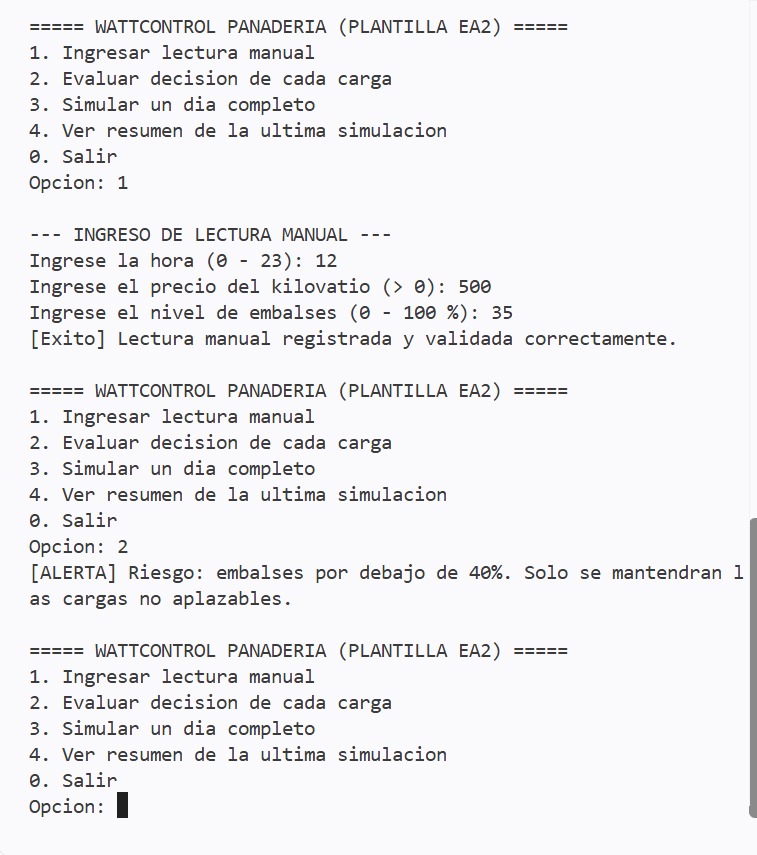 ===== WATTCONTROL PANADERIA (PLANTILLA EA2) =====
1. Ingresar lectura manual
2. Evaluar decision de cada carga
3. Simular un dia completo
4. Ver resumen de la ultima simulacion
0. Salir
Opcion: 1
--- INGRESO DE LECTURA MANUAL ---
Ingrese la hora (0 - 23): 12
Ingrese el precio del kilovatio (> 0): 500
Ingrese el nivel de embalses (0 - 100 %): 35
[Exito] Lectura manual registrada y validada correctamente.
===== WATTCONTROL PANADERIA (PLANTILLA EA2) =====
1. Ingresar lectura manual
2. Evaluar decision de cada carga
3. Simular un dia completo
4. Ver resumen de la ultima simulacion
0. Salir
Opcion: 2
[ALERTA] Riesgo: embalses por debajo de 40%. Solo se mantendran l
as cargas no aplazables.
===== WATTCONTROL PANADERIA (PLANTILLA EA2) =====
1. Ingresar lectura manual
2. Evaluar decision de cada carga
3. Simular un dia completo
4. Ver resumen de la ultima simulacion
0. Salir
Opcion: